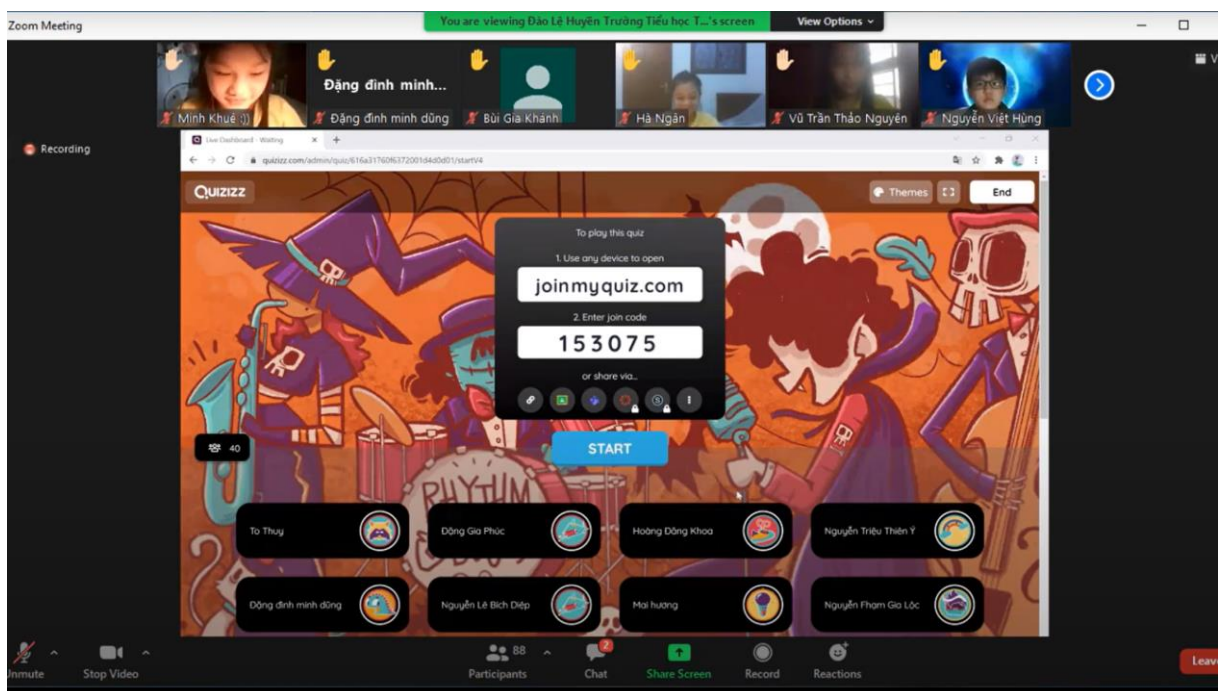 Zoom Meeting
You are viewing Đào Lê Huyền Trường Tiểu học T...'s screen
View Options
Minh Khuê :))
Đặng đình minh...
Đặng đình minh dũng
Bùi Gia Khánh
Hà Ngân
Vũ Trần Thảo Nguyên
Nguyễn Việt Hùng
V
Recording
Live Dashboard - Waiting
quizizz.com/admin/quiz/616a31760f6372001d4d0d01/startV4
QUIZIZZ
Themes
End
To play this quiz
1. Use any device to open
joinmyquiz.com
2. Enter join code
153075
or share via...
START
40
RHYTHM
To Thuy
Đặng Gia Phúc
Hoàng Đăng Khoa
Nguyễn Triệu Thiên Ý
Đặng đình minh dũng
Nguyễn Lê Bích Diệp
Mai hương
Nguyễn Phạm Gia Lộc
Unmute
Stop Video
88
Participants
2
Chat
Share Screen
Record
Reactions
Leave